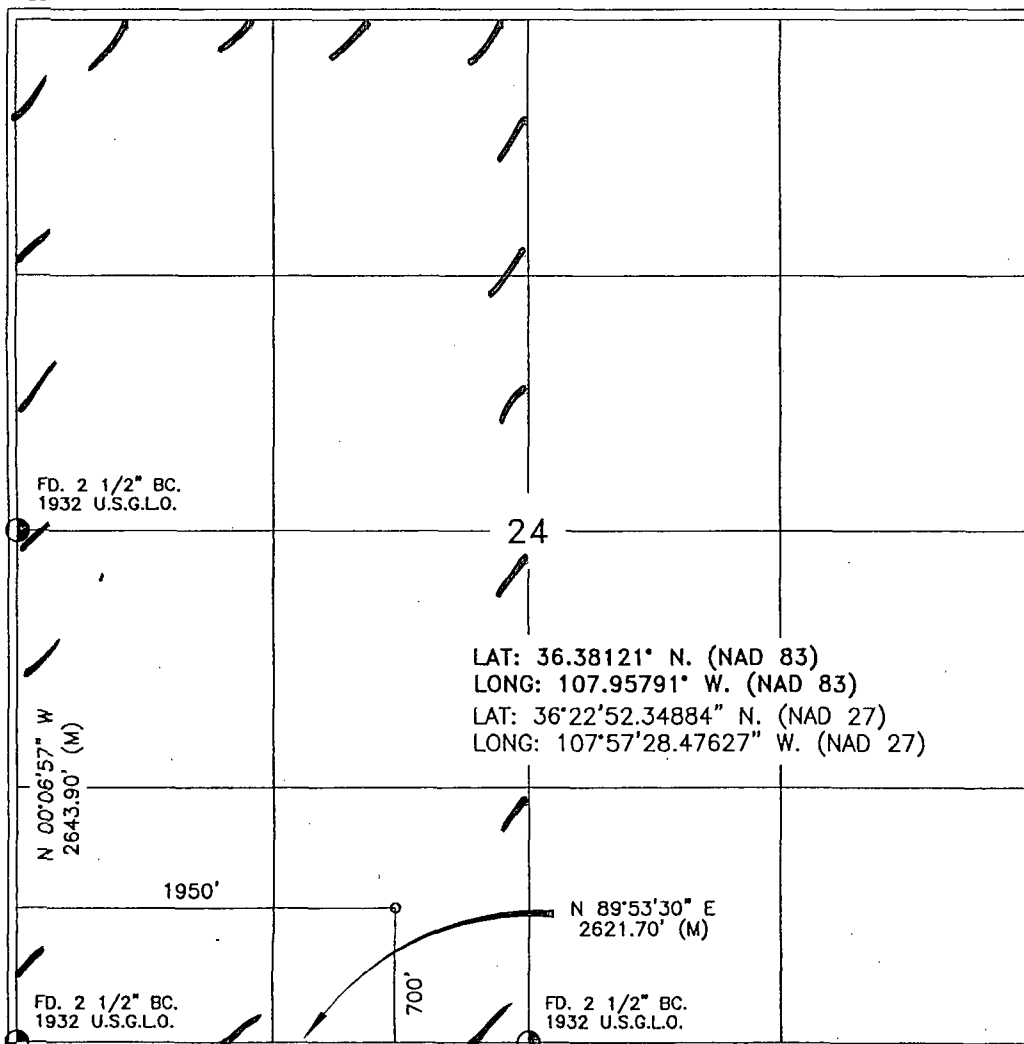 FD. 2 1/2" BC.
1932 U.S.G.L.O.
24
LAT: 36.38121° N. (NAD 83)
LONG: 107.95791° W. (NAD 83)
LAT: 36°22'52.34884" N. (NAD 27)
LONG: 107°57'28.47627" W. (NAD 27)
N 00°06'57" W
2643.90' (M)
1950'
N 89°53'30" E
2621.70' (M)
700'
FD. 2 1/2" BC.
1932 U.S.G.L.O.
FD. 2 1/2" BC.
1932 U.S.G.L.O.